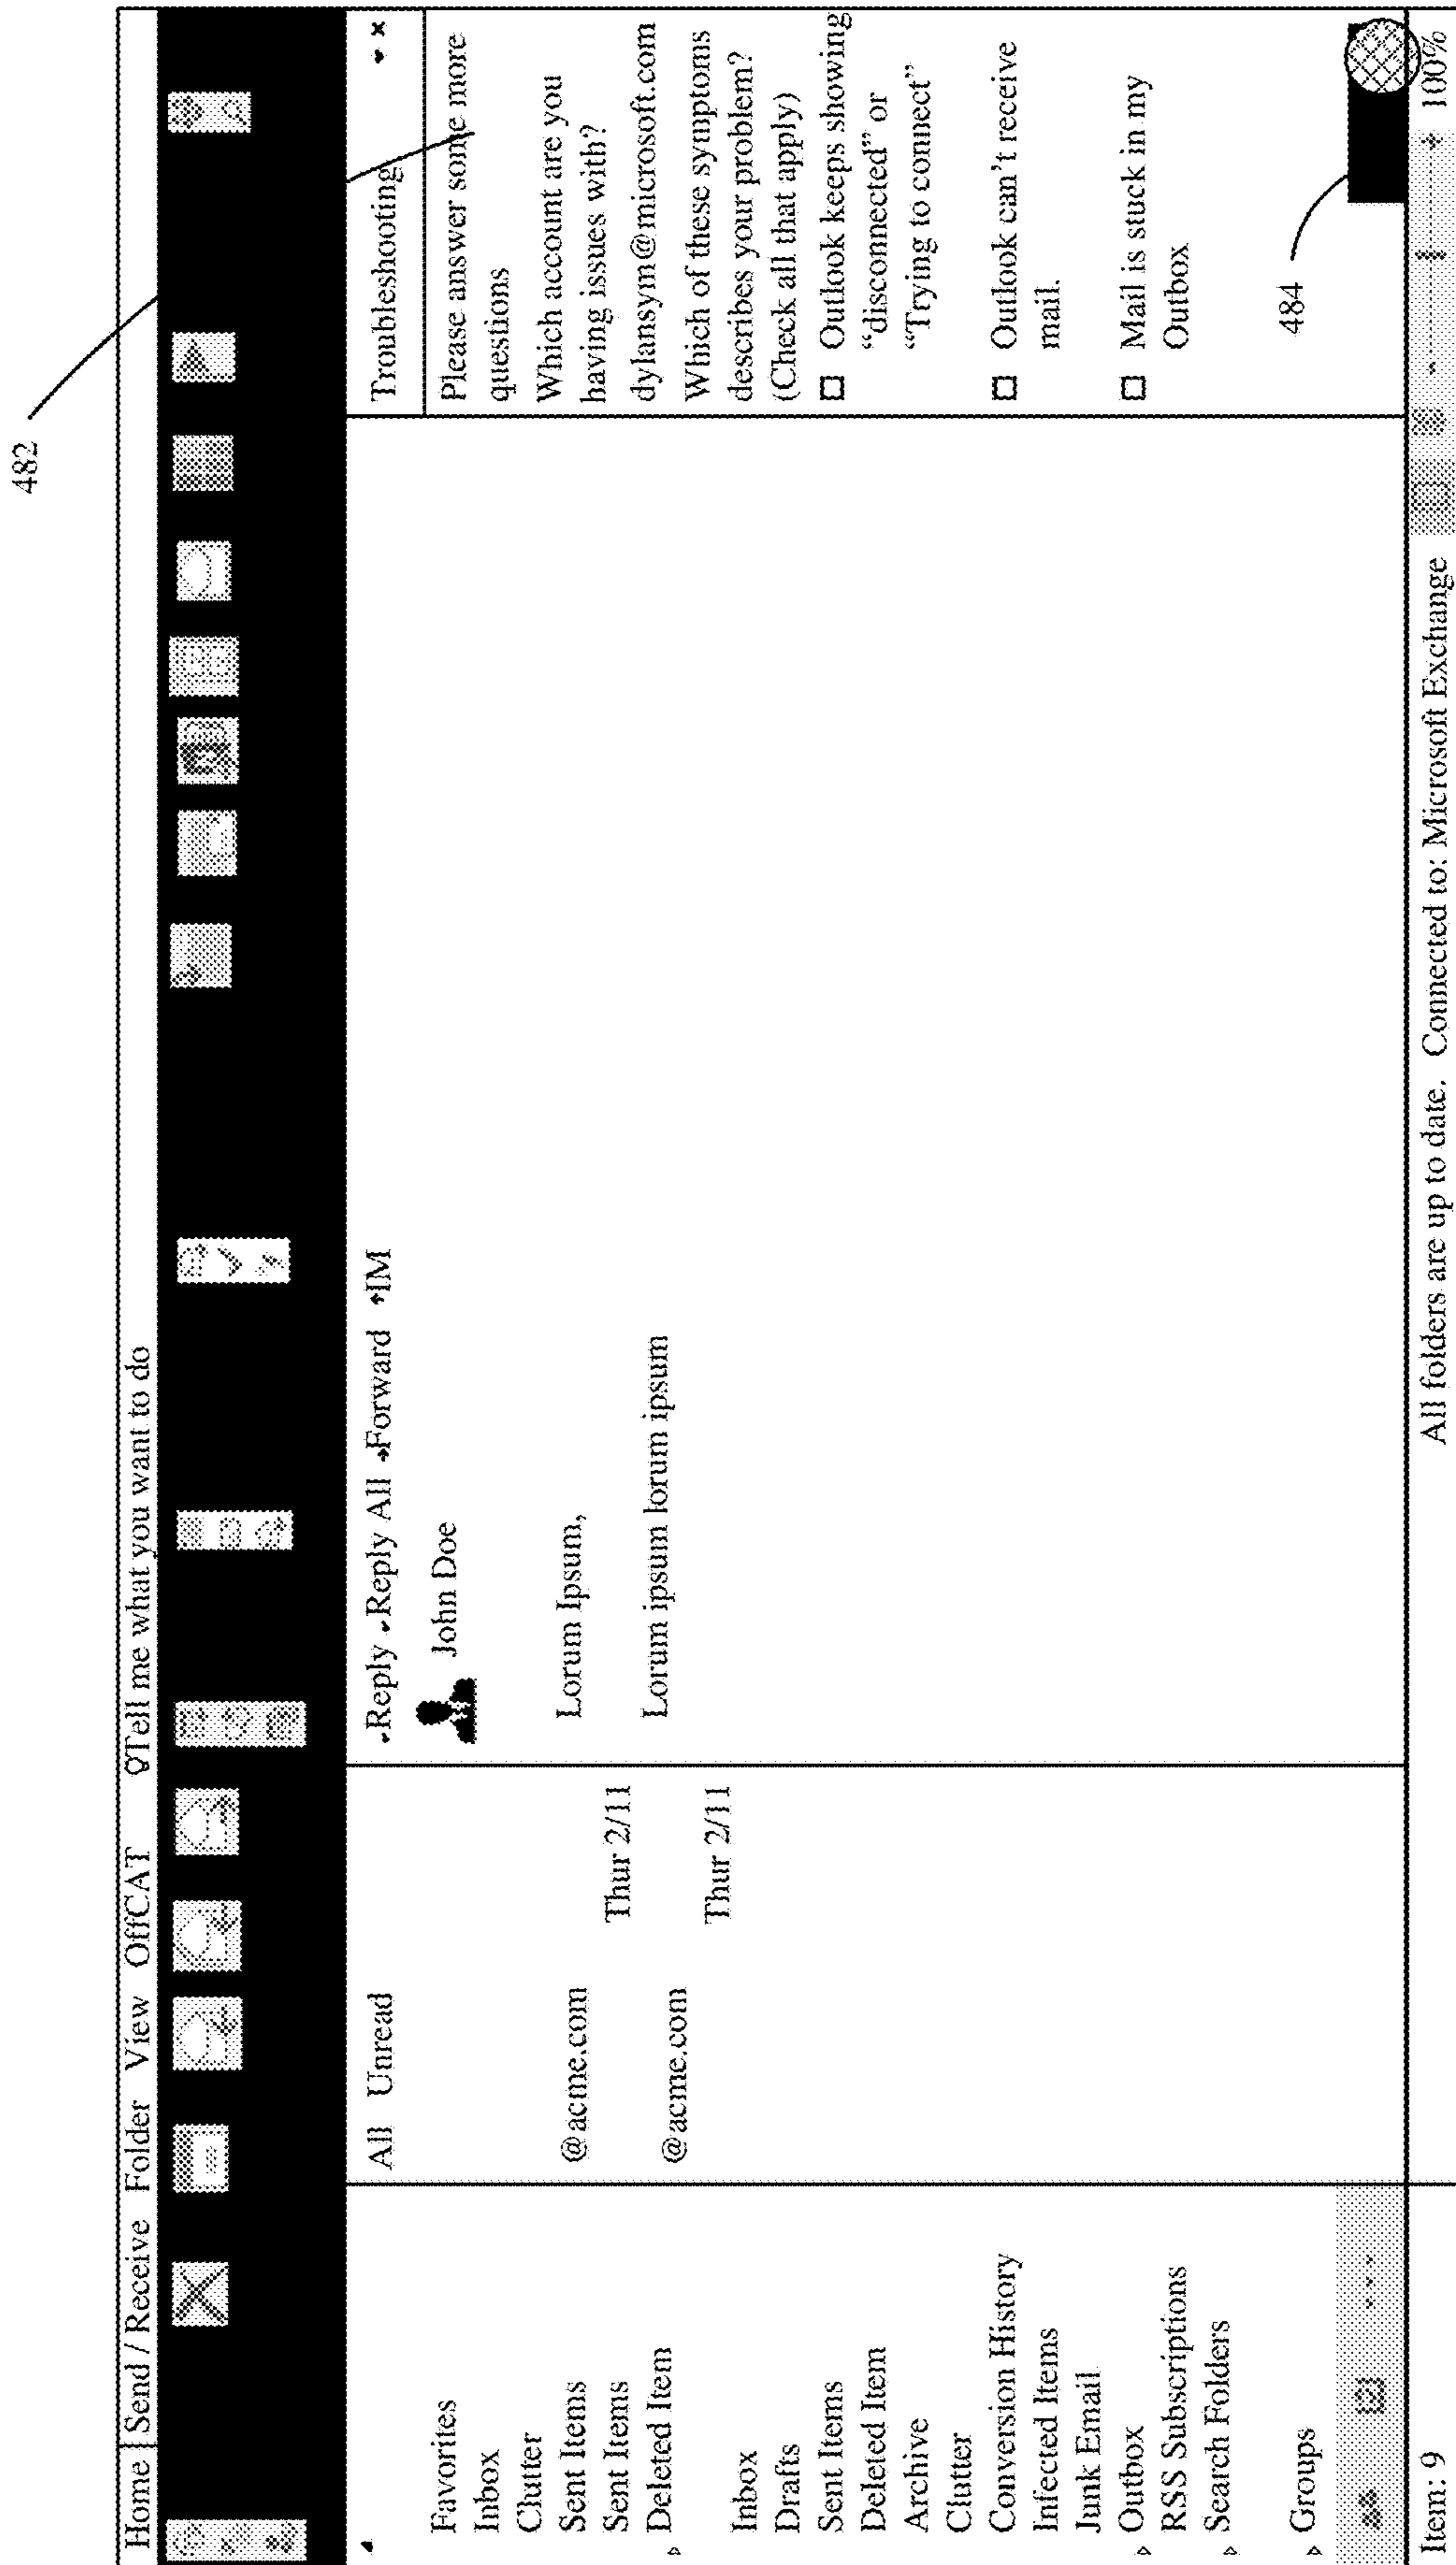 482
Home Send / Receive Folder View OffCAT Tell me what you want to do
Favorites
Inbox
Clutter
Sent Items
Sent Items
Deleted Item
Inbox
Drafts
Sent Items
Deleted Item
Archive
Clutter
Conversion History
Infected Items
Junk Email
Outbox
RSS Subscriptions
Search Folders
Groups
All Unread
@acme.com
Thur 2/11
@acme.com
Thur 2/11
Reply Reply All Forward IM
John Doe
Lorum Ipsum,
Lorum ipsum lorum ipsum
Troubleshooting
Please answer some more
questions
Which account are you
having issues with?
dylansym@microsoft.com
Which of these symptoms
describes your problem?
(Check all that apply)
Outlook keeps showing
“disconnected” or
“Trying to connect”
Outlook can’t receive
mail.
Mail is stuck in my
Outbox
484
Item: 9 All folders are up to date. Connected to: Microsoft Exchange 100%